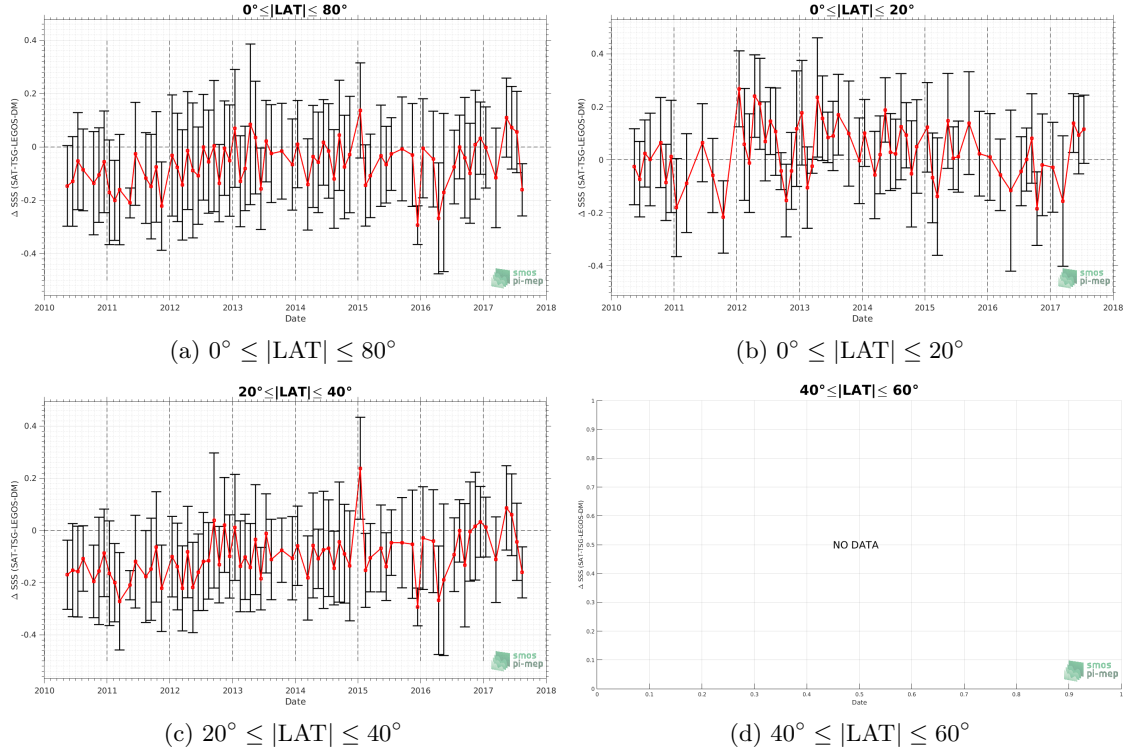 0°≤|LAT|≤ 80°
Δ SSS (SAT-TSG-LEGOS-DM)
0.4
0.2
0
-0.2
-0.4
2010 2011 2012 2013 2014 2015 2016 2017 2018
Date
smos
pi-mep
(a) 0° ≤ |LAT| ≤ 80°
0°≤|LAT|≤ 20°
Δ SSS (SAT-TSG-LEGOS-DM)
0.4
0.2
0
-0.2
-0.4
2010 2011 2012 2013 2014 2015 2016 2017 2018
Date
smos
pi-mep
(b) 0° ≤ |LAT| ≤ 20°
20°≤|LAT|≤ 40°
Δ SSS (SAT-TSG-LEGOS-DM)
0.4
0.2
0
-0.2
-0.4
2010 2011 2012 2013 2014 2015 2016 2017 2018
Date
smos
pi-mep
(c) 20° ≤ |LAT| ≤ 40°
40°≤|LAT|≤ 60°
Δ SSS (SAT-TSG-LEGOS-DM)
1
0.9
0.8
0.7
0.6
0.5
0.4
0.3
0.2
0.1
0
NO DATA
0 0.1 0.2 0.3 0.4 0.5 0.6 0.7 0.8 0.9 1
Date
smos
pi-mep
(d) 40° ≤ |LAT| ≤ 60°